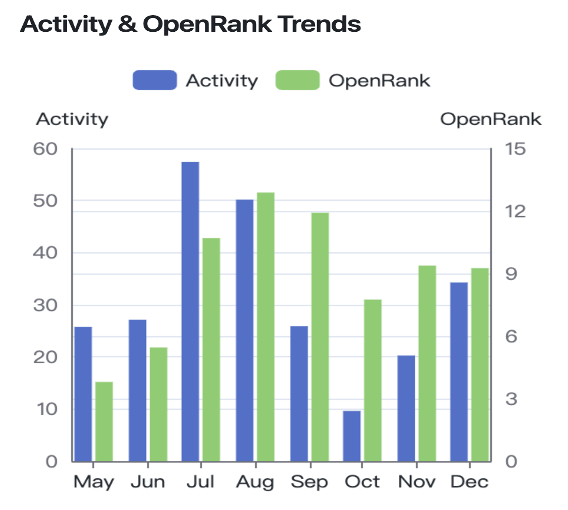 Activity & OpenRank Trends
Activity OpenRank
Activity OpenRank
60 15
50
12
40
9
30
6
20
10 3
0 0
May Jun Jul Aug Sep Oct Nov Dec